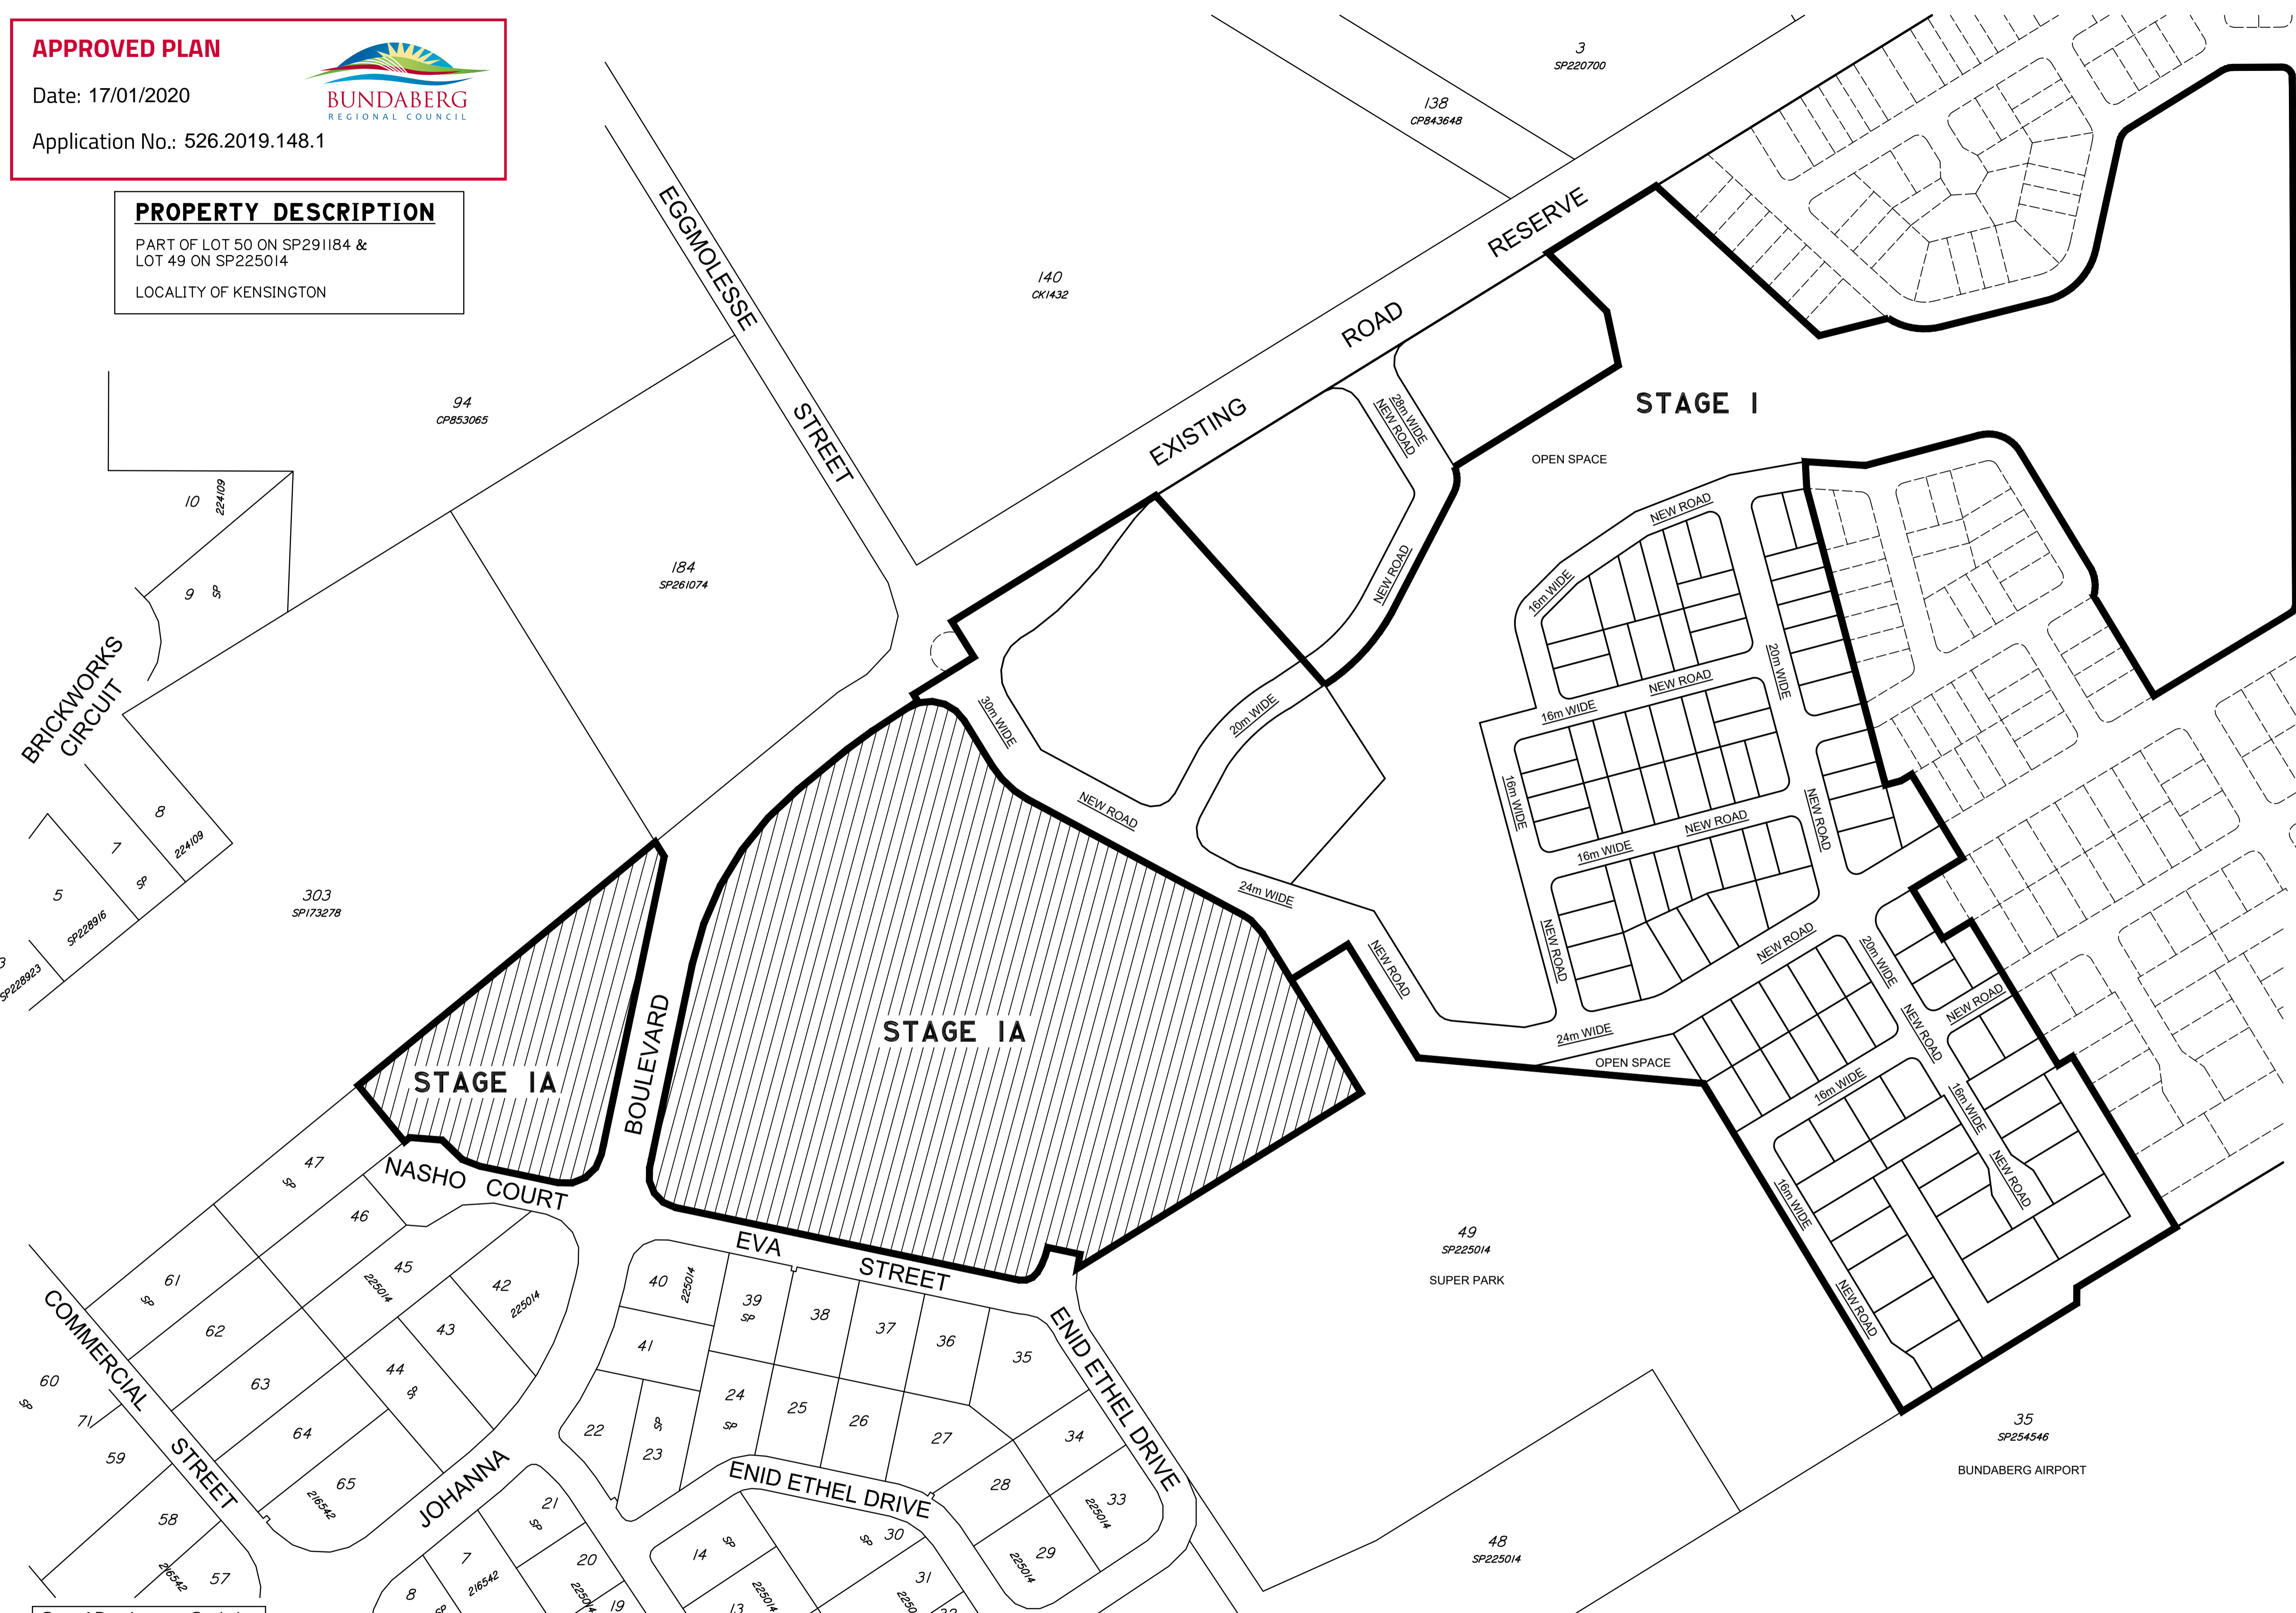 APPROVED PLAN
Date: 17/01/2020
Application No.: 526.2019.148.1
BUNDABERG
REGIONAL COUNCIL
PROPERTY DESCRIPTION
PART OF LOT 50 ON SP291184 &
LOT 49 ON SP225014
LOCALITY OF KENSINGTON
3
SP220700
138
CP843648
EGGMOLESSE
STREET
140
CK1432
EXISTING
ROAD
RESERVE
94
CP853065
10
224109
9
SP
184
SP261074
BRICKWORKS
CIRCUIT
8
224109
7
SP
5
SP228916
3
SP228923
303
SP173278
STAGE 1
OPEN SPACE
28m WIDE
NEW ROAD
NEW ROAD
NEW ROAD
16m WIDE
20m WIDE
NEW ROAD
16m WIDE
16m WIDE
NEW ROAD
NEW ROAD
16m WIDE
NEW ROAD
NEW ROAD
20m WIDE
NEW ROAD
NEW ROAD
24m WIDE
OPEN SPACE
16m WIDE
16m WIDE
NEW ROAD
16m WIDE
NEW ROAD
30m WIDE
20m WIDE
NEW ROAD
24m WIDE
NEW ROAD
STAGE 1A
STAGE 1A
BOULEVARD
NASHO COURT
EVA
STREET
49
SP225014
SUPER PARK
47
SP
46
45
225014
42
225014
43
44
SP
61
SP
62
63
64
65
216542
COMMERCIAL
STREET
60
SP
71
59
58
216542
57
JOHANNA
40
225014
41
39
SP
38
37
36
35
24
SP
25
26
27
22
SP
23
ENID ETHEL DRIVE
ENID ETHEL DRIVE
34
28
33
225014
29
225014
21
SP
7
216542
8
SP
20
225014
19
14
SP
13
225014
SP
30
31
48
SP225014
35
SP254546
BUNDABERG AIRPORT